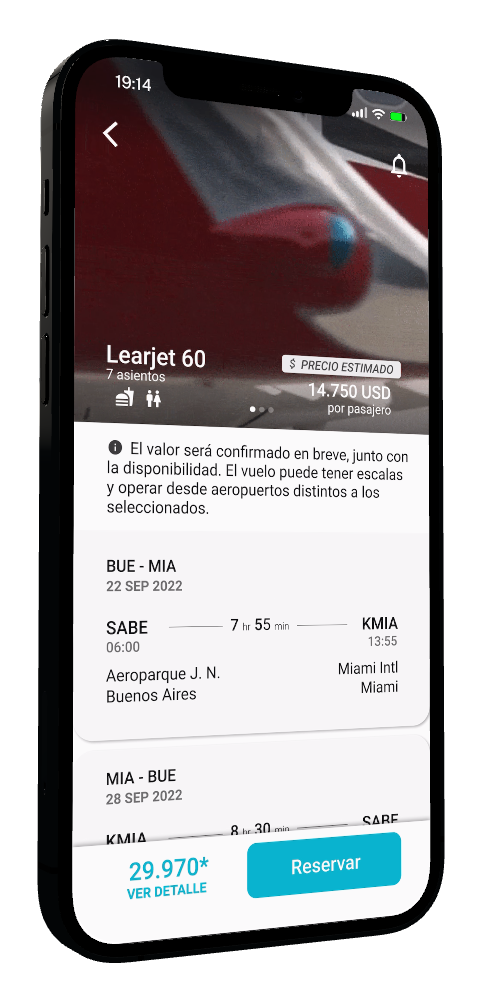 19:14
Learjet 60
7 asientos
$ PRECIO ESTIMADO
14.750 USD
por pasajero
El valor será confirmado en breve, junto con
la disponibilidad. El vuelo puede tener escalas
y operar desde aeropuertos distintos a los
seleccionados.
BUE - MIA
22 SEP 2022
SABE 7 hr 55 min KMIA
06:00 13:55
Aeroparque J. N. Miami Intl
Buenos Aires Miami
MIA - BUE
28 SEP 2022
KMIA 8 hr 30 min SABE
29.970*
VER DETALLE
Reservar